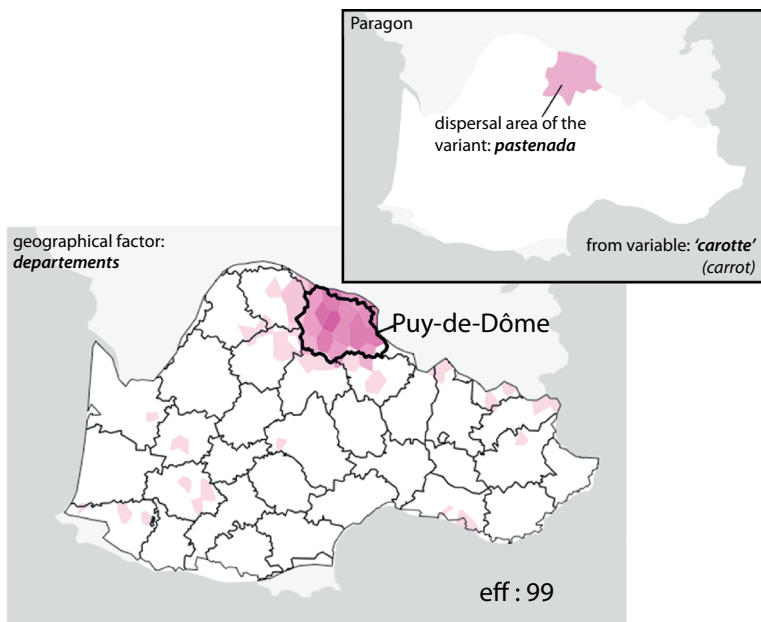 Paragon
dispersal area of the
variant: pastenada
from variable: 'carotte'
(carrot)
geographical factor:
departements
Puy-de-Dôme
eff : 99